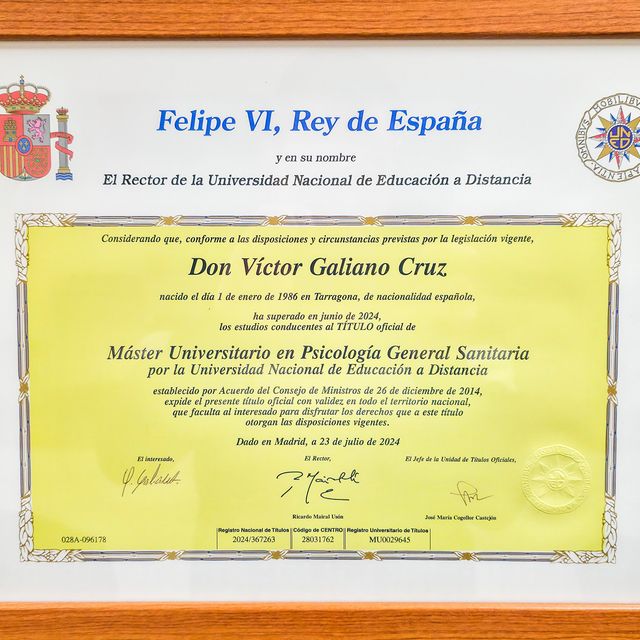 Felipe VI, Rey de España
y en su nombre
El Rector de la Universidad Nacional de Educación a Distancia
OMNIBVS MOBILIBVS
SAPIENTIA
UNED
Considerando que, conforme a las disposiciones y circunstancias previstas por la legislación vigente,
Don Víctor Galiano Cruz
nacido el día 1 de enero de 1986 en Tarragona, de nacionalidad española,
ha superado en junio de 2024,
los estudios conducentes al TÍTULO oficial de
Máster Universitario en Psicología General Sanitaria
por la Universidad Nacional de Educación a Distancia
establecido por Acuerdo del Consejo de Ministros de 26 de diciembre de 2014,
expide el presente título oficial con validez en todo el territorio nacional,
que faculta al interesado para disfrutar los derechos que a este título
otorgan las disposiciones vigentes.
Dado en Madrid, a 23 de julio de 2024
El interesado, El Rector, El Jefe de la Unidad de Títulos Oficiales,
Ricardo Mairal Usón José María Cogollor Castejón
Registro Nacional de Títulos Código de CENTRO Registro Universitario de Títulos
028A-096178 2024/367263 28031762 MU0029645